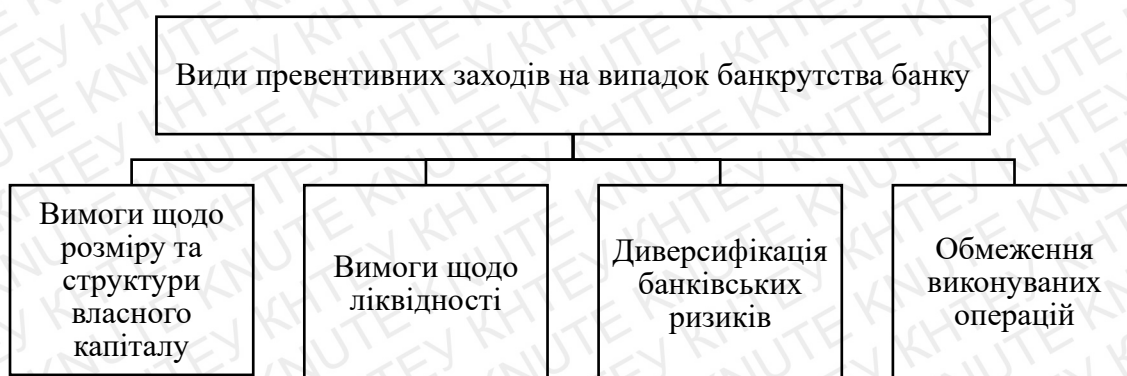 Види превентивних заходів на випадок банкрутства банку
Вимоги щодо
розміру та
структури
власного
капіталу
Вимоги щодо
ліквідності
Диверсифікація
банківських
ризиків
Обмеження
виконуваних
операцій